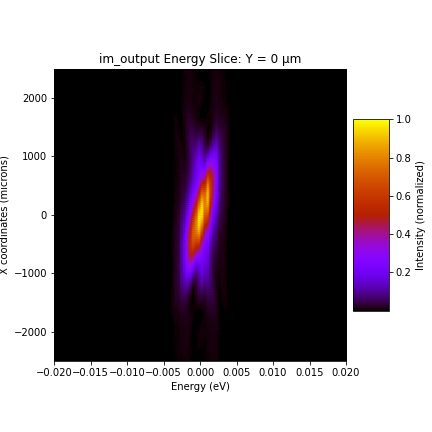 im_output Energy Slice: Y = 0 μm
2000
1000
0
−1000
−2000
X coordinates (microns)
−0.020−0.015−0.010−0.005 0.000 0.005 0.010 0.015 0.020
Energy (eV)
1.0
0.8
0.6
0.4
0.2
Intensity (normalized)